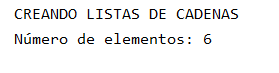 CREANDO LISTAS DE CADENAS
Número de elementos: 6